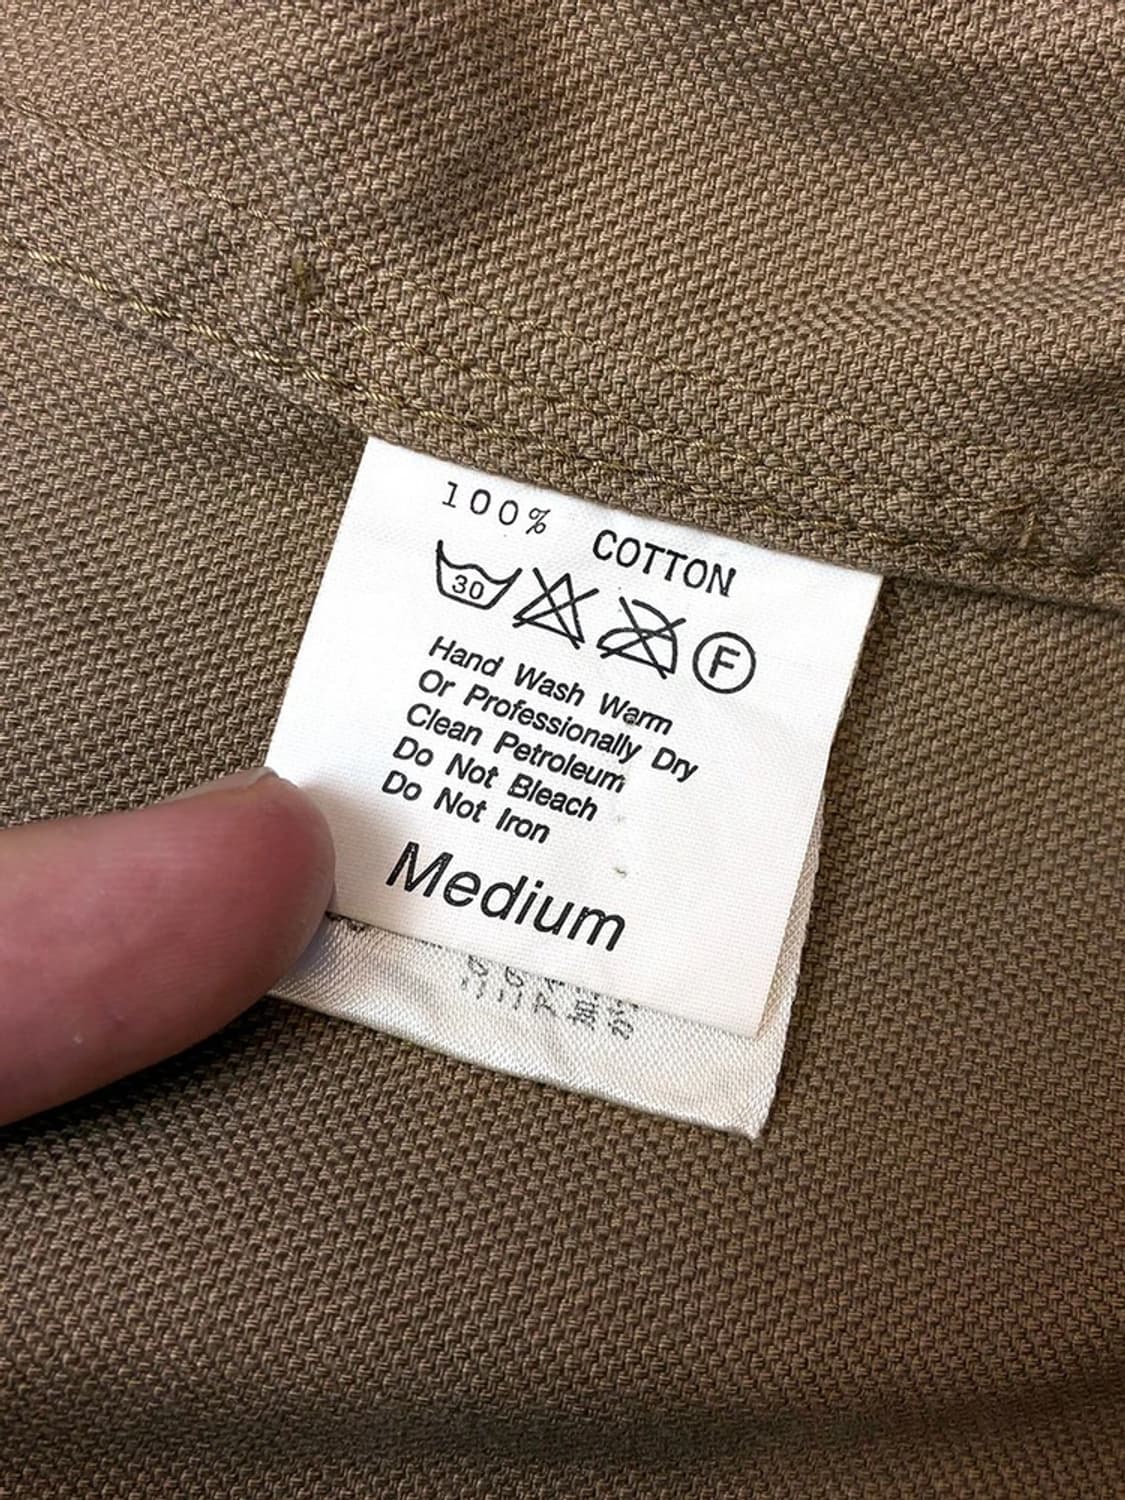 100% COTTON
30 F
Hand Wash Warm
Or Professionally Dry
Clean Petroleum
Do Not Bleach
Do Not Iron
Medium